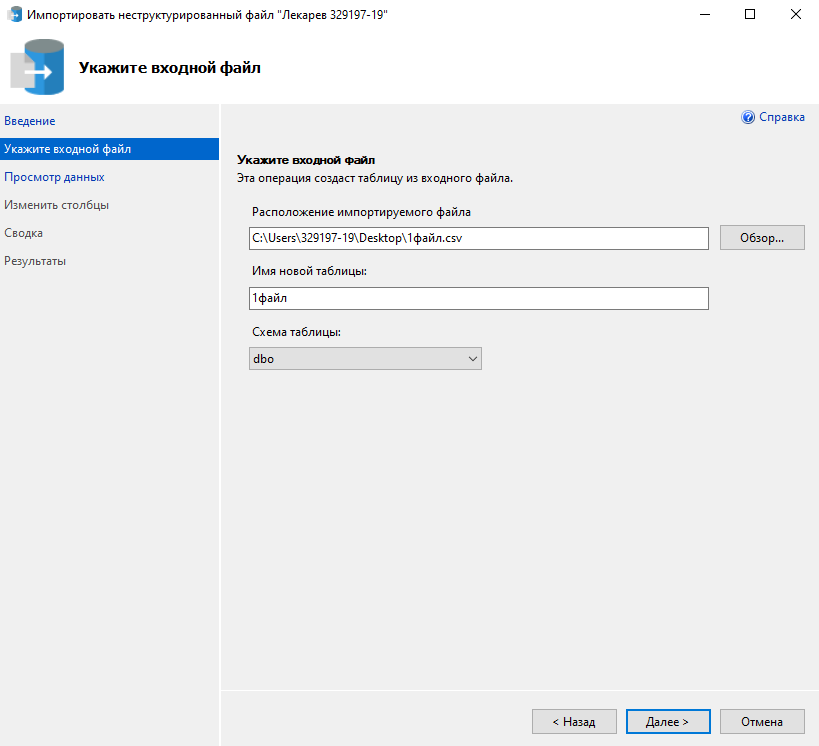 Импортировать неструктурированный файл "Лекарев 329197-19"
Укажите входной файл
Справка
Введение
Укажите входной файл
Просмотр данных
Изменить столбцы
Сводка
Результаты
Укажите входной файл
Эта операция создаст таблицу из входного файла.
Расположение импортируемого файла
C:\Users\329197-19\Desktop\1файл.csv
Обзор...
Имя новой таблицы:
1файл
Схема таблицы:
dbo
< Назад
Далее >
Отмена